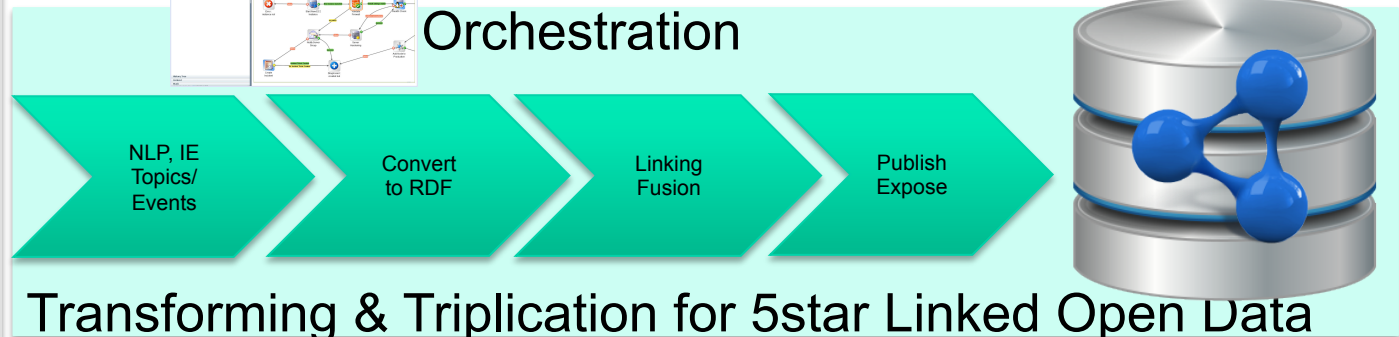 Orchestration
NLP, IE
Topics/
Events
Convert
to RDF
Linking
Fusion
Publish
Expose
Transforming & Triplication for 5star Linked Open Data